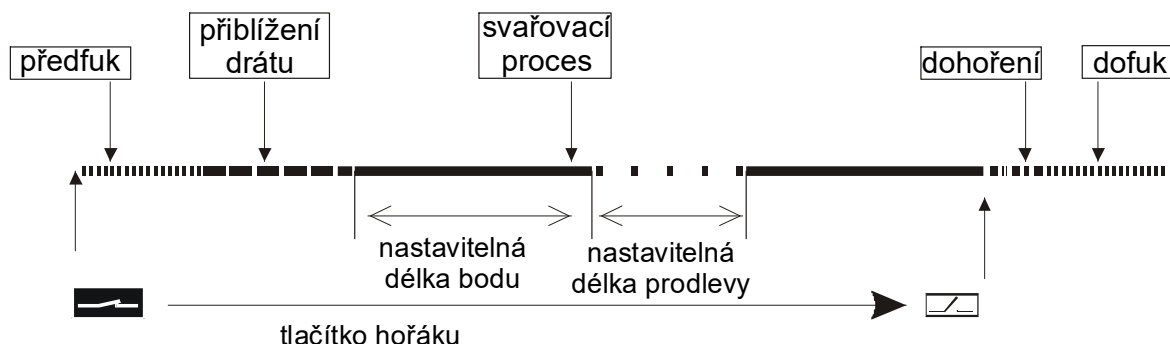 předfuk
přiblížení
drátu
svařovací
proces
dohoření
dofuk
nastavitelná
délka bodu
nastavitelná
délka prodlevy
tlačítko hořáku